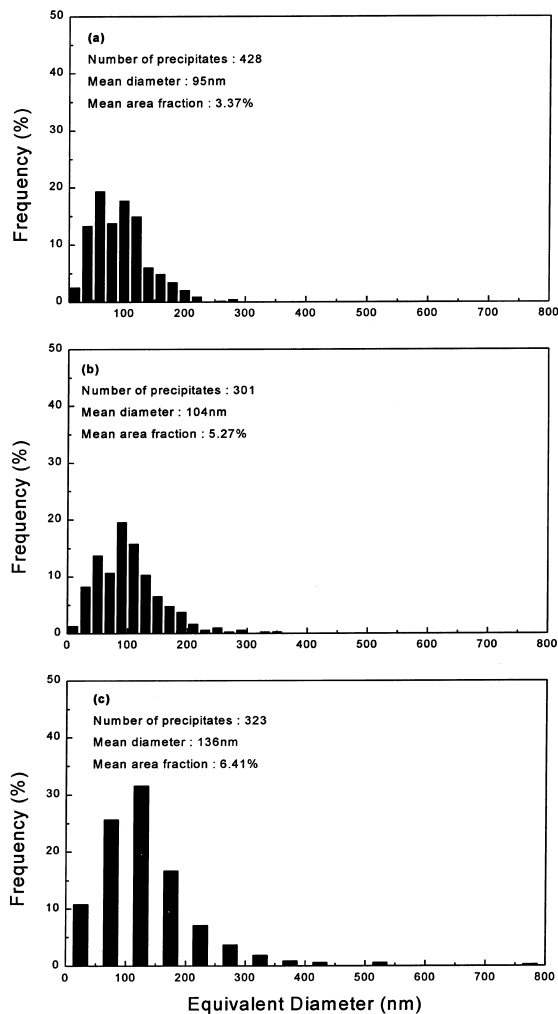 50
(a)
Number of precipitates : 428
40
Mean diameter : 95nm
Mean area fraction : 3.37%
30
Frequency (%)
20
10
0
100 200 300 400 500 600 700 800
50
(b)
Number of precipitates : 301
40
Mean diameter : 104nm
Mean area fraction : 5.27%
30
Frequency (%)
20
10
0
0 100 200 300 400 500 600 700 800
50
(c)
Number of precipitates : 323
40
Mean diameter : 136nm
Mean area fraction : 6.41%
30
Frequency (%)
20
10
0
0 100 200 300 400 500 600 700 800
Equivalent Diameter (nm)